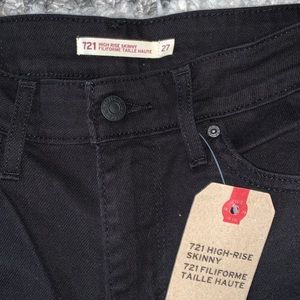 721 HIGH RISE SKINNY
FILIFORME TAILLE HAUTE
27
721 HIGH-RISE
SKINNY
721 FILIFORME
TAILLE HAUTE